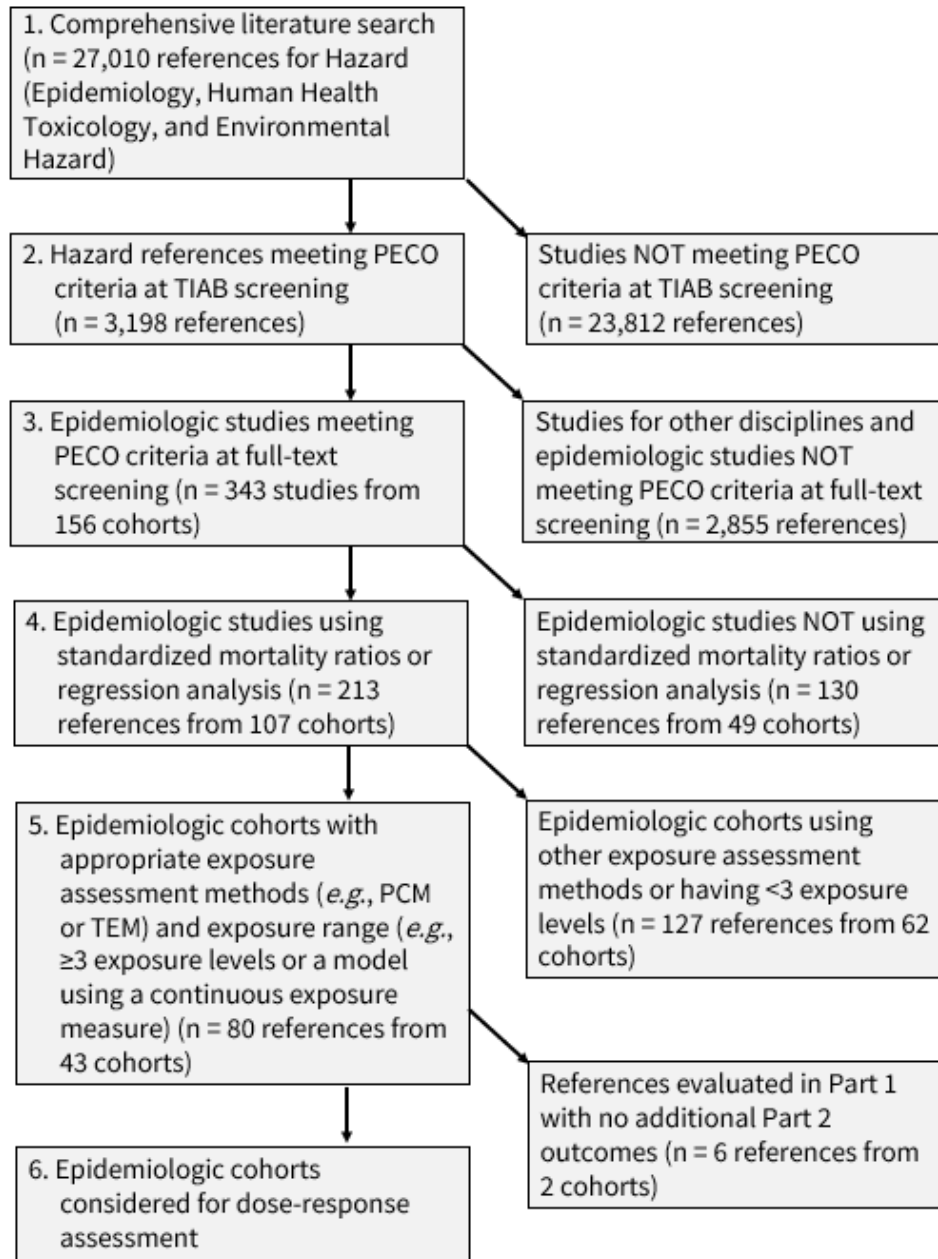 1. Comprehensive literature search
(n = 27,010 references for Hazard
(Epidemiology, Human Health
Toxicology, and Environmental
Hazard)
2. Hazard references meeting PECO
criteria at TIAB screening
(n = 3,198 references)
Studies NOT meeting PECO
criteria at TIAB screening
(n = 23,812 references)
3. Epidemiologic studies meeting
PECO criteria at full-text
screening (n = 343 studies from
156 cohorts)
Studies for other disciplines and
epidemiologic studies NOT
meeting PECO criteria at full-text
screening (n = 2,855 references)
4. Epidemiologic studies using
standardized mortality ratios or
regression analysis (n = 213
references from 107 cohorts)
Epidemiologic studies NOT using
standardized mortality ratios or
regression analysis (n = 130
references from 49 cohorts)
5. Epidemiologic cohorts with
appropriate exposure
assessment methods (e.g., PCM
or TEM) and exposure range (e.g.,
≥3 exposure levels or a model
using a continuous exposure
measure) (n = 80 references from
43 cohorts)
Epidemiologic cohorts using
other exposure assessment
methods or having <3 exposure
levels (n = 127 references from 62
cohorts)
References evaluated in Part 1
with no additional Part 2
outcomes (n = 6 references from
2 cohorts)
6. Epidemiologic cohorts
considered for dose-response
assessment